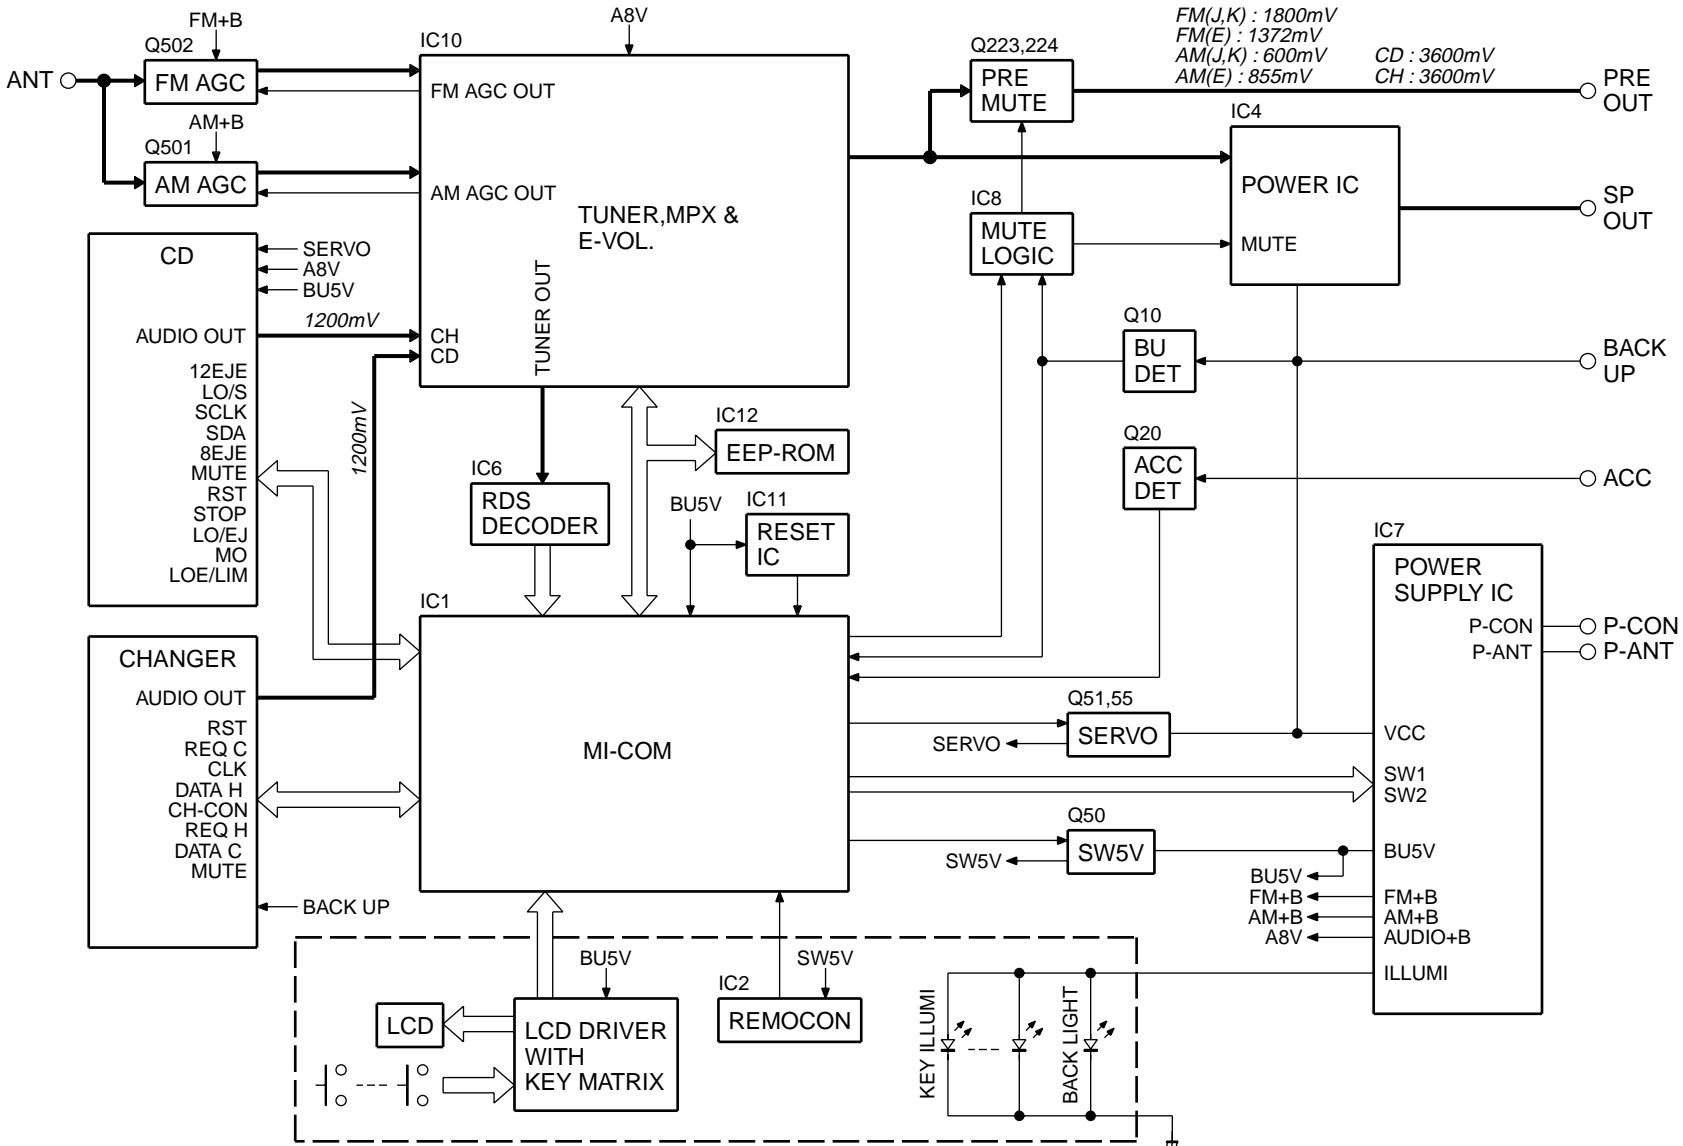 FM+B
Q502
ANT
FM AGC
AM+B
Q501
AM AGC
IC10
A8V
FM AGC OUT
AM AGC OUT
TUNER,MPX &
E-VOL.
TUNER OUT
CH
CD
Q223,224
PRE
MUTE
FM(J,K) : 1800mV
FM(E) : 1372mV
AM(J,K) : 600mV
AM(E) : 855mV
CD : 3600mV
CH : 3600mV
PRE
OUT
IC4
POWER IC
MUTE
SP
OUT
IC8
MUTE
LOGIC
CD
SERVO
A8V
BU5V
AUDIO OUT
1200mV
12EJE
LO/S
SCLK
SDA
8EJE
MUTE
RST
STOP
LO/EJ
MO
LOE/LIM
1200mV
Q10
BU
DET
BACK
UP
Q20
ACC
DET
ACC
IC12
EEP-ROM
IC6
RDS
DECODER
BU5V
IC11
RESET
IC
IC7
POWER
SUPPLY IC
P-CON
P-ANT
P-CON
P-ANT
VCC
SW1
SW2
BU5V
FM+B
AM+B
AUDIO+B
ILLUMI
IC1
MI-COM
CHANGER
AUDIO OUT
RST
REQ C
CLK
DATA H
CH-CON
REQ H
DATA C
MUTE
BACK UP
Q51,55
SERVO
SERVO
Q50
SW5V
SW5V
BU5V
FM+B
AM+B
A8V
BU5V
LCD
LCD DRIVER
WITH
KEY MATRIX
SW5V
IC2
REMOCON
KEY ILLUMI
BACK LIGHT